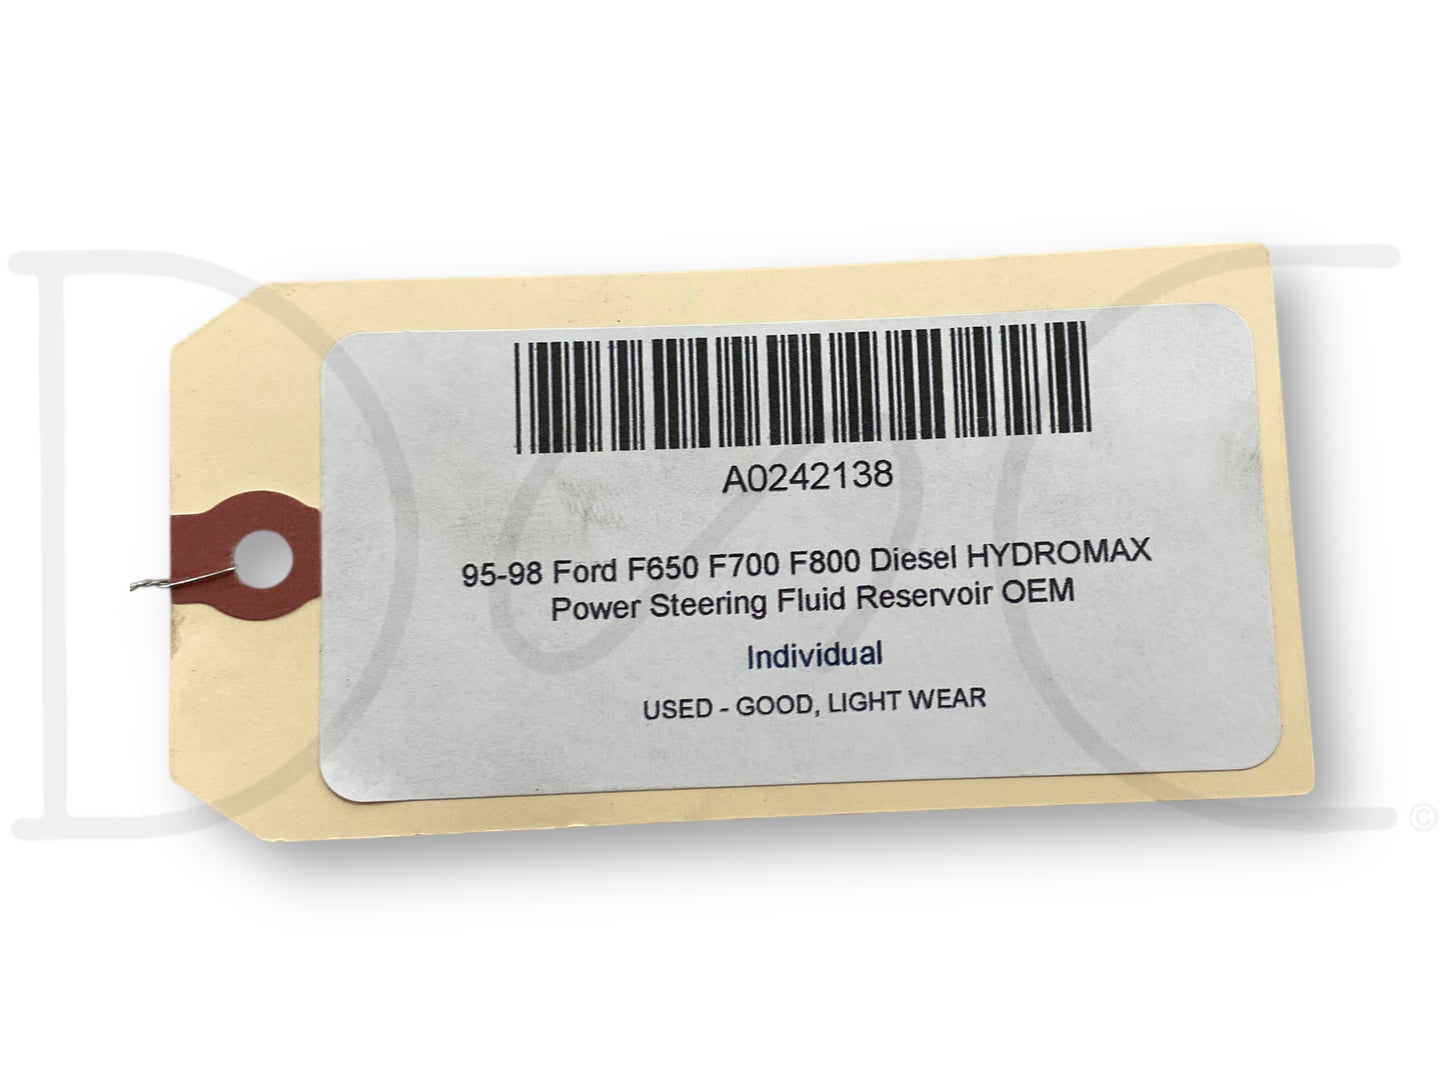 A0242138
95-98 Ford F650 F700 F800 Diesel HYDROMAX
Power Steering Fluid Reservoir OEM
Individual
USED - GOOD, LIGHT WEAR
©